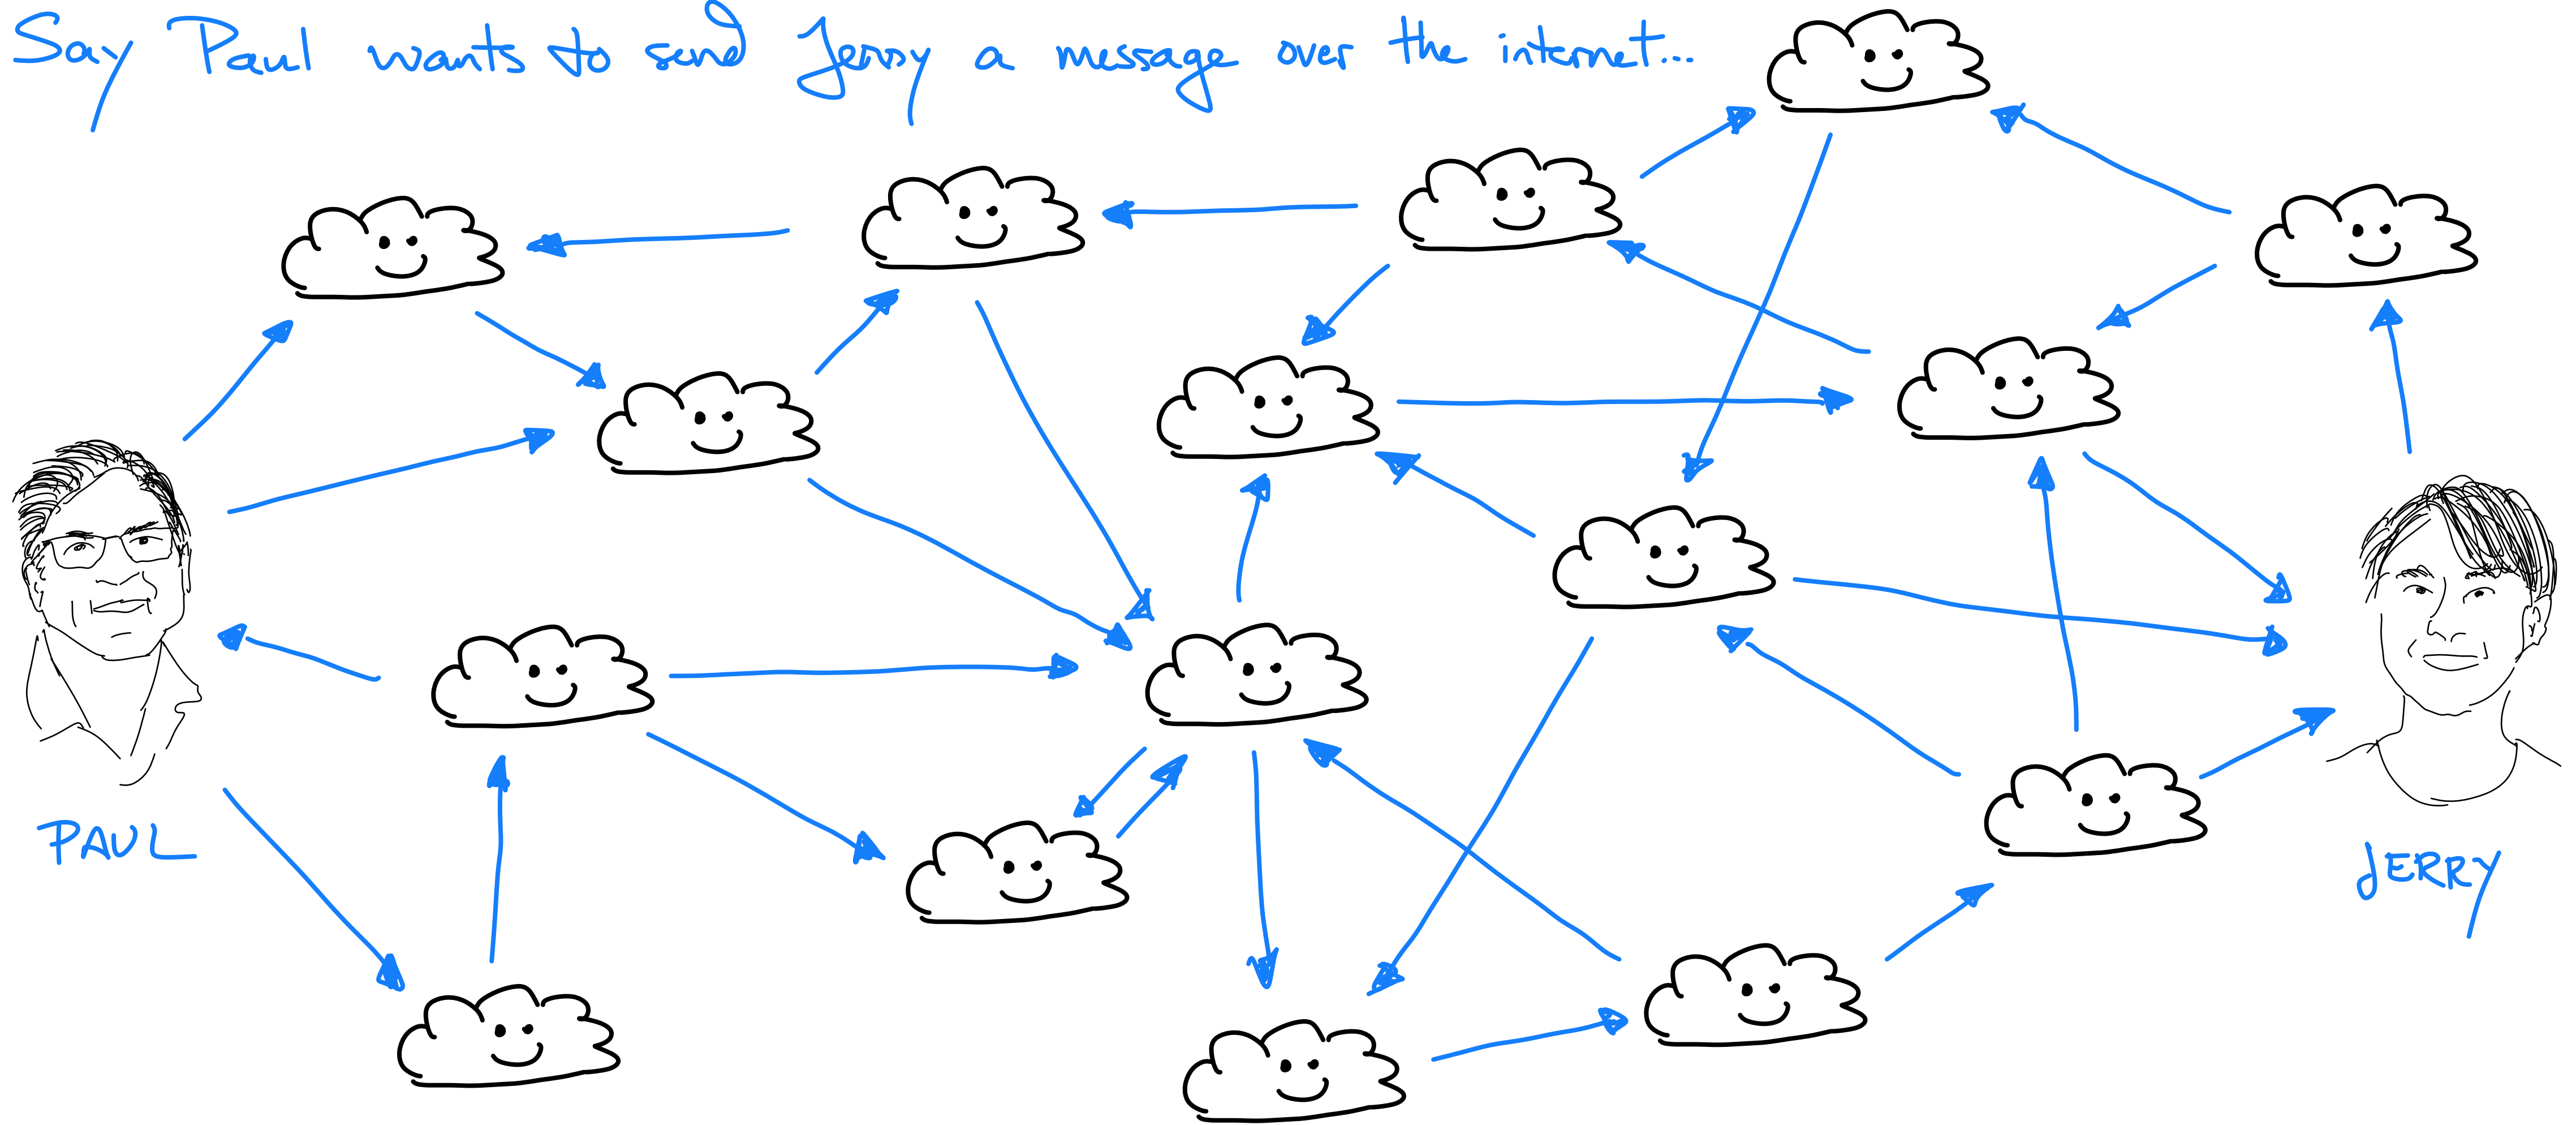 Say Paul wants to send Jerry a message over the internet...
PAUL
JERRY